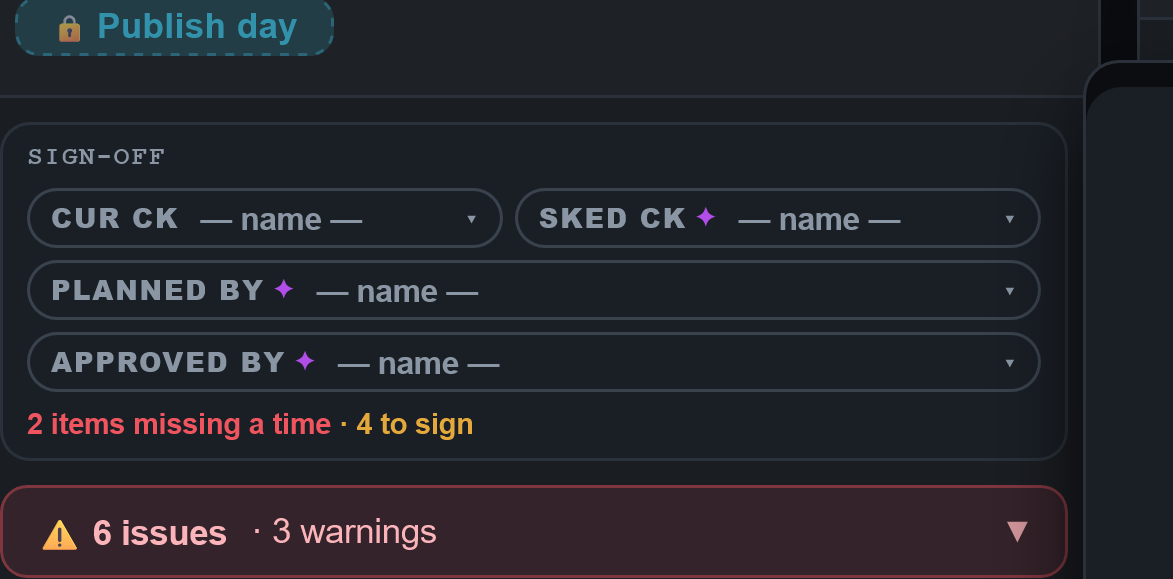 🔒 Publish day
SIGN-OFF
CUR CK — name — ▾
SKED CK ✦ — name — ▾
PLANNED BY ✦ — name — ▾
APPROVED BY ✦ — name — ▾
2 items missing a time · 4 to sign
⚠️ 6 issues · 3 warnings ▼